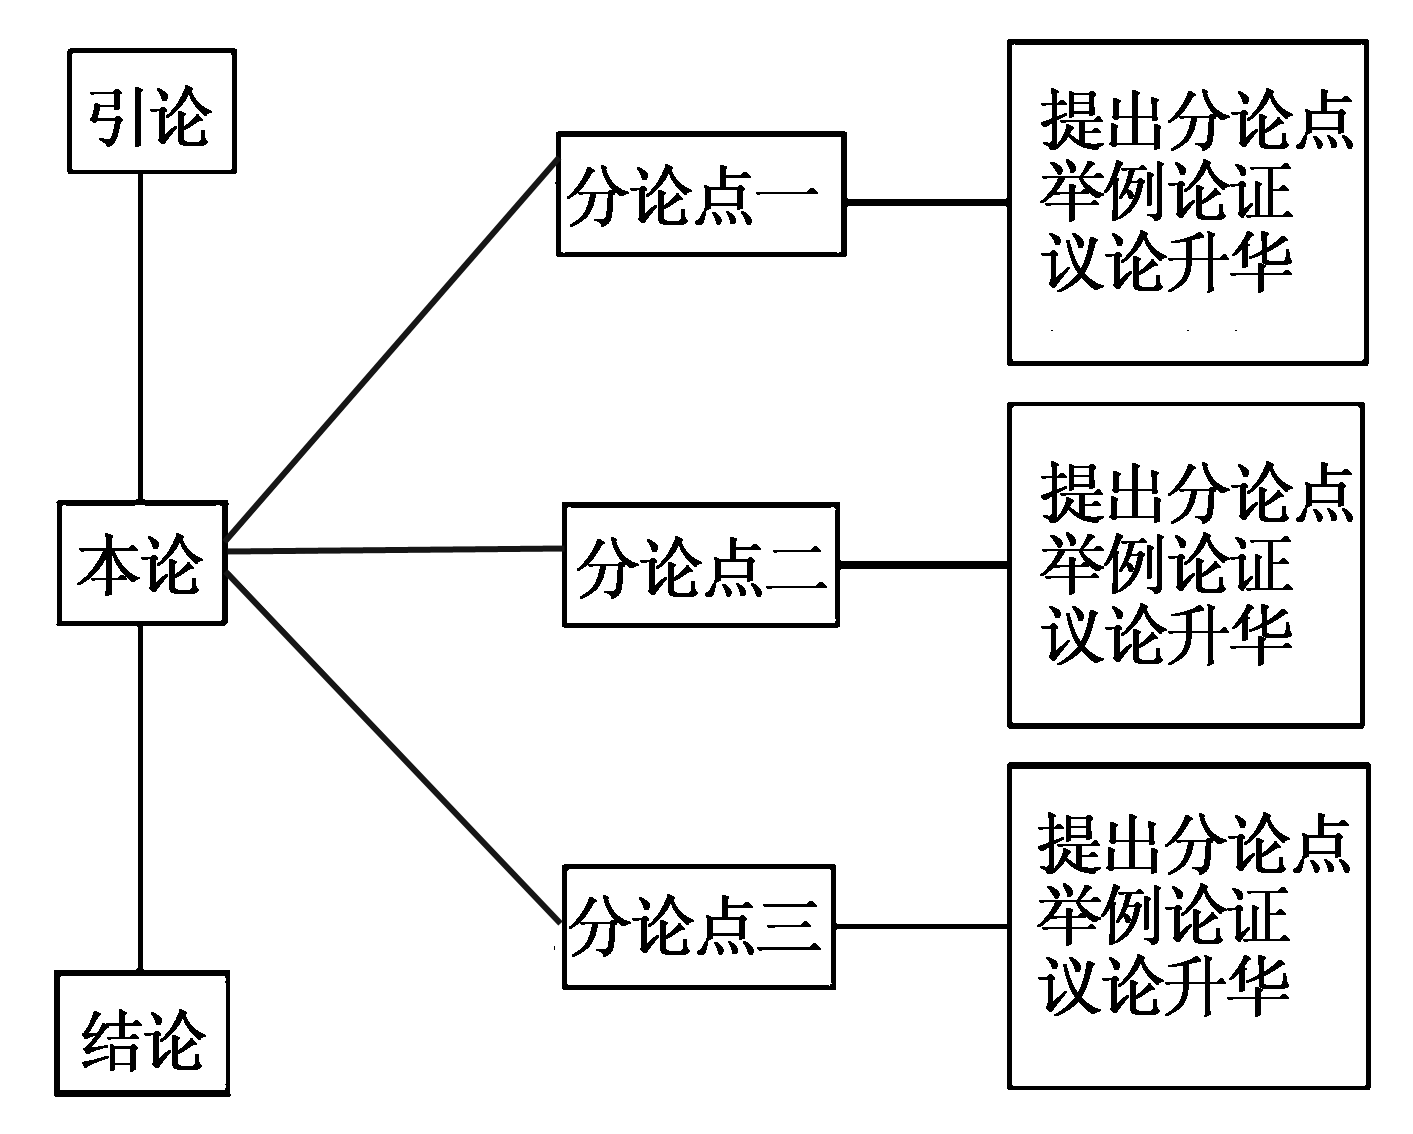 引论
本论
结论
分论点一
提出分论点
举例论证
议论升华
分论点二
提出分论点
举例论证
议论升华
分论点三
提出分论点
举例论证
议论升华